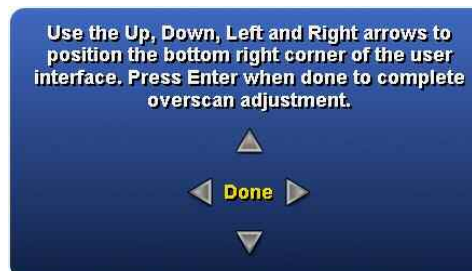 Use the Up, Down, Left and Right arrows to
position the bottom right corner of the user
interface. Press Enter when done to complete
overscan adjustment.
Done